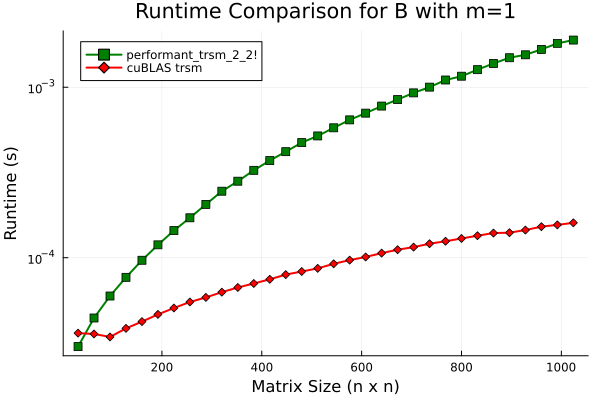 Runtime Comparison for B with m=1
performant_trsm_2_2!
cuBLAS trsm
Runtime (s)
10⁻³
10⁻⁴
200 400 600 800 1000
Matrix Size (n x n)